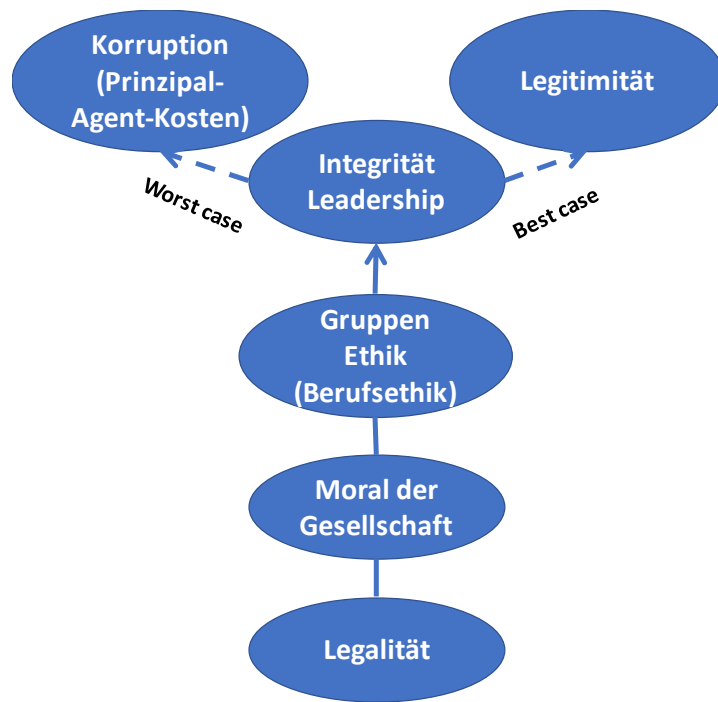 Korruption
(Prinzipal-
Agent-Kosten)
Legitimität
Integrität
Leadership
Worst case
Best case
Gruppen
Ethik
(Berufsethik)
Moral der
Gesellschaft
Legalität